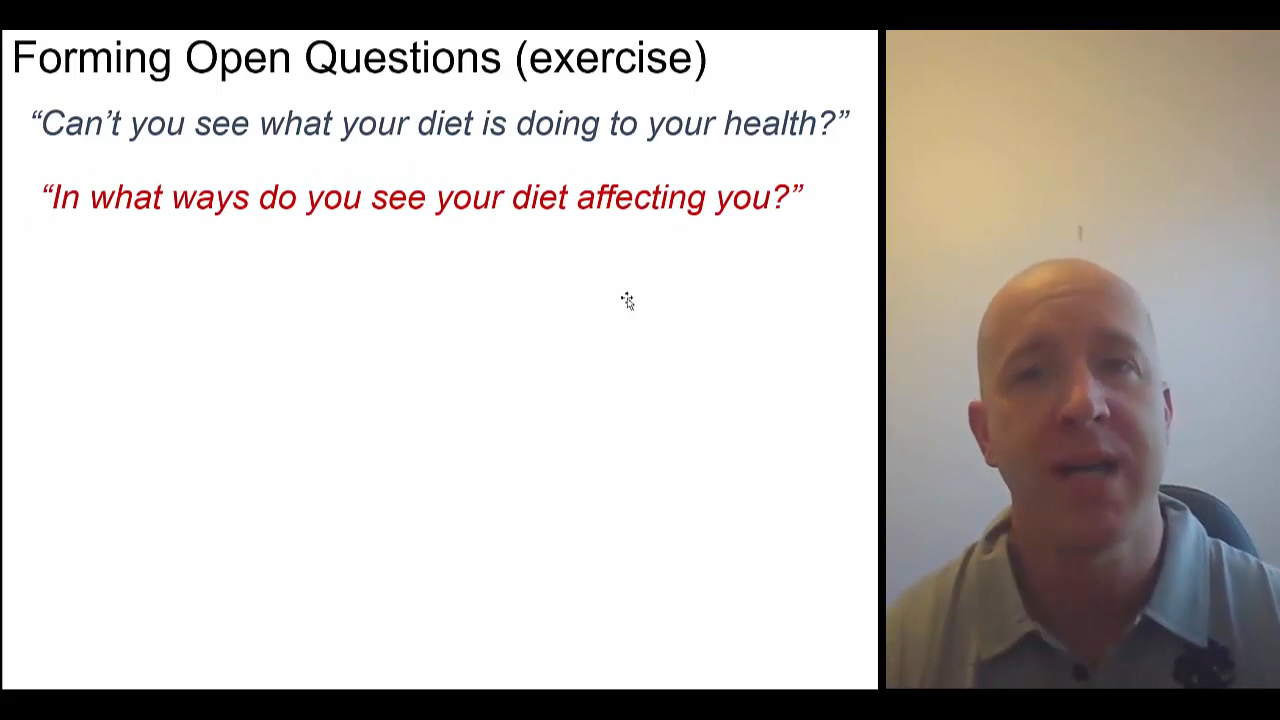 Forming Open Questions (exercise)
“Can’t you see what your diet is doing to your health?”
“In what ways do you see your diet affecting you?”